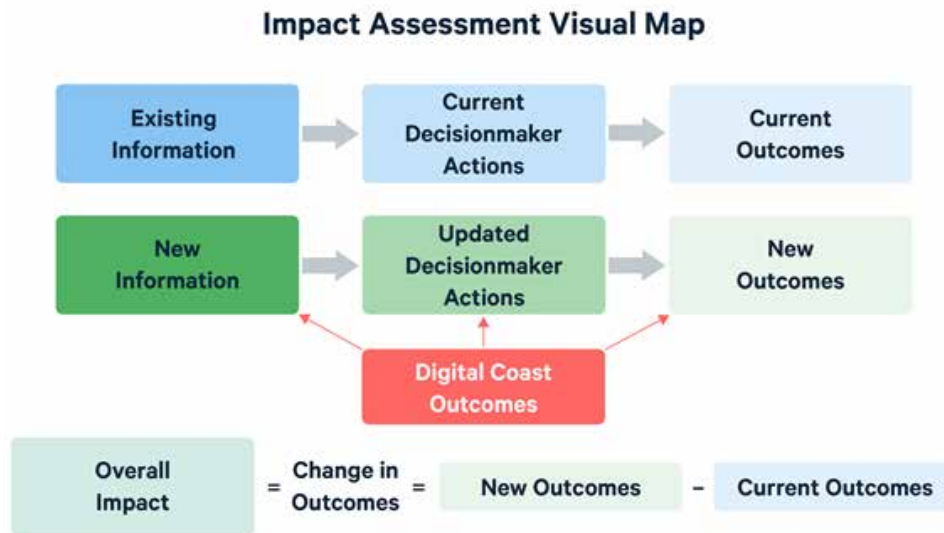 Impact Assessment Visual Map
Existing
Information
Current
Decisionmaker
Actions
Current
Outcomes
New
Information
Updated
Decisionmaker
Actions
New
Outcomes
Digital Coast
Outcomes
Overall
Impact
= Change in
Outcomes =
New Outcomes
–
Current Outcomes